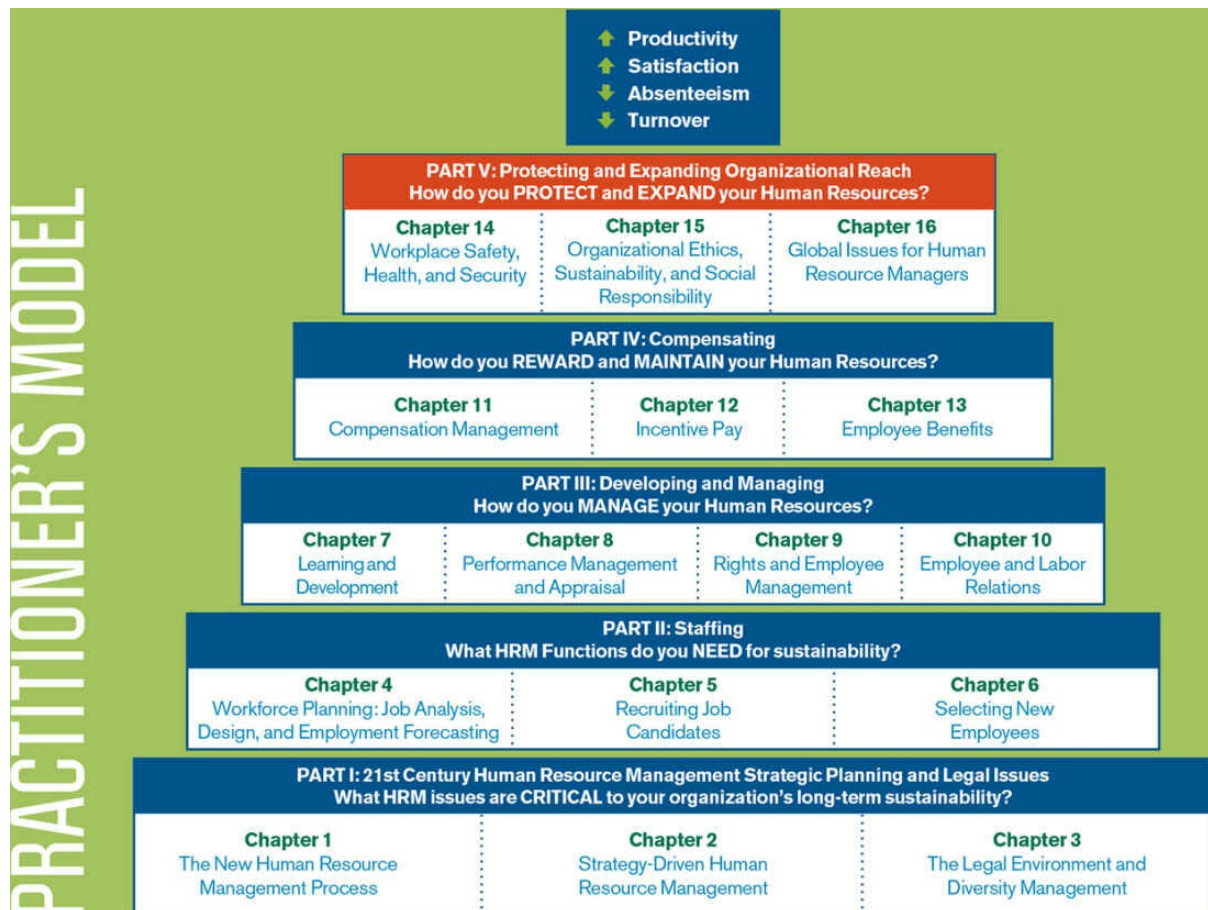 PRACTITIONER'S MODEL
Productivity
Satisfaction
Absenteeism
Turnover
PART V: Protecting and Expanding Organizational Reach
How do you PROTECT and EXPAND your Human Resources?
Chapter 14
Workplace Safety,
Health, and Security
Chapter 15
Organizational Ethics,
Sustainability, and Social
Responsibility
Chapter 16
Global Issues for Human
Resource Managers
PART IV: Compensating
How do you REWARD and MAINTAIN your Human Resources?
Chapter 11
Compensation Management
Chapter 12
Incentive Pay
Chapter 13
Employee Benefits
PART III: Developing and Managing
How do you MANAGE your Human Resources?
Chapter 7
Learning and
Development
Chapter 8
Performance Management
and Appraisal
Chapter 9
Rights and Employee
Management
Chapter 10
Employee and Labor
Relations
PART II: Staffing
What HRM Functions do you NEED for sustainability?
Chapter 4
Workforce Planning: Job Analysis,
Design, and Employment Forecasting
Chapter 5
Recruiting Job
Candidates
Chapter 6
Selecting New
Employees
PART I: 21st Century Human Resource Management Strategic Planning and Legal Issues
What HRM issues are CRITICAL to your organization's long-term sustainability?
Chapter 1
The New Human Resource
Management Process
Chapter 2
Strategy-Driven Human
Resource Management
Chapter 3
The Legal Environment and
Diversity Management